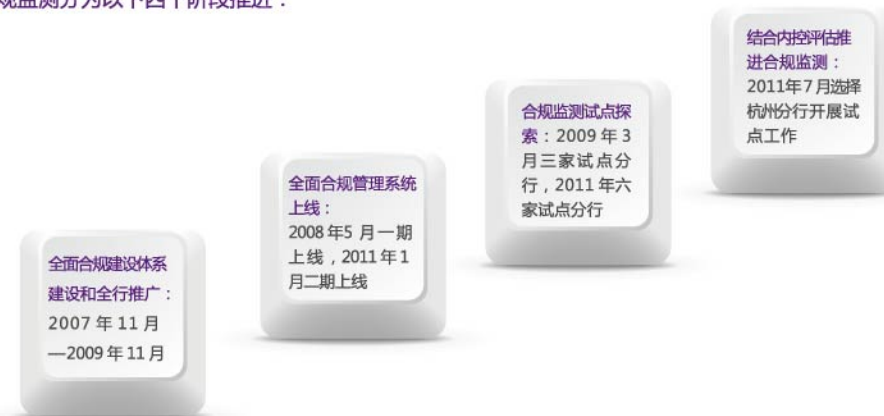 规监测分为以下四个阶段推进：
全面合规建设体系
建设和全行推广：
2007 年 11 月
—2009 年 11 月
全面合规管理系统
上线：
2008 年5 月一期
上线，2011 年 1
月二期上线
合规监测试点探
索：2009 年 3
月三家试点分
行，2011 年六
家试点分行
结合内控评估推
进合规监测：
2011年 7 月选择
杭州分行开展试
点工作